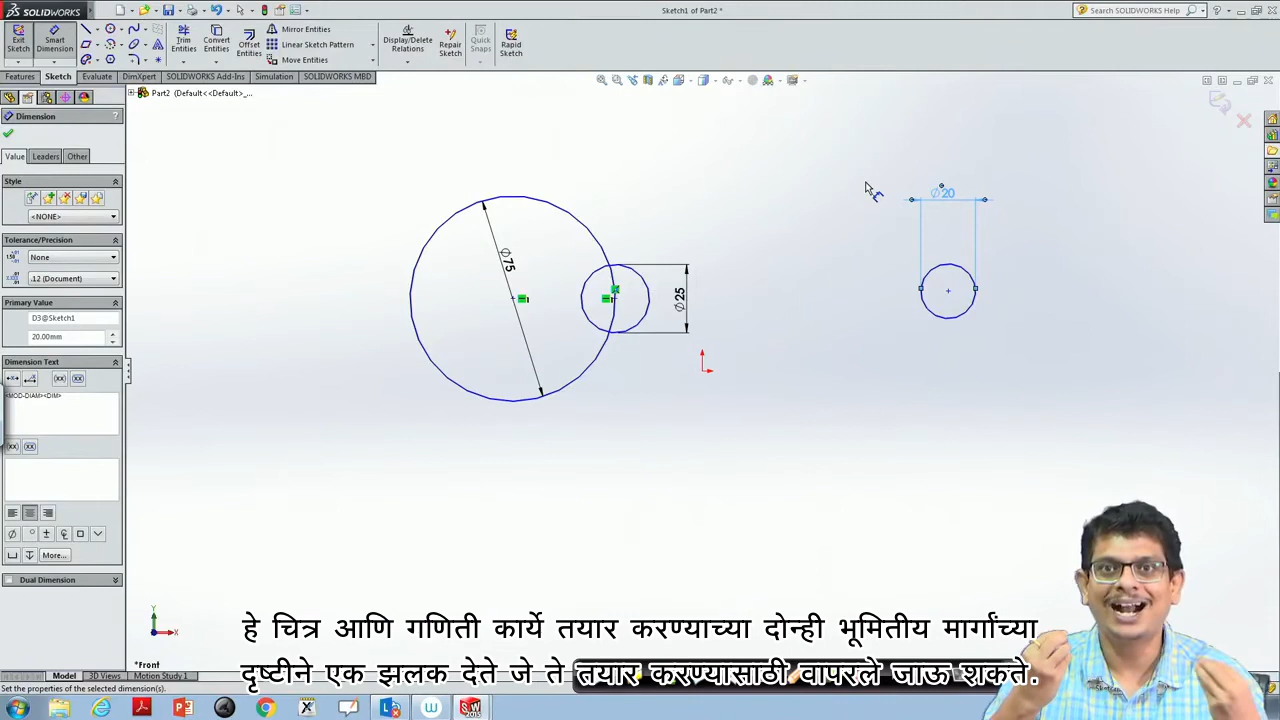 SOLIDWORKS
Sketch1 of Part2 *
Search SOLIDWORKS Help
Exit Sketch
Smart Dimension
Trim Entities
Convert Entities
Offset Entities
Mirror Entities
Linear Sketch Pattern
Move Entities
Display/Delete Relations
Repair Sketch
Quick Snaps
Rapid Sketch
Features Sketch Evaluate DimXpert SOLIDWORKS Add-Ins Simulation SOLIDWORKS MBD
Part2 (Default<<Default>_...
Dimension
Value Leaders Other
Style
<NONE>
Tolerance/Precision
None
.12 (Document)
Primary Value
D3@Sketch1
20.00mm
Dimension Text
<MOD-DIAM><DIM>
More...
Dual Dimension
∅75
∅25
∅20
Y
X
*Front
हे चित्र आणि गणिती कार्ये तयार करण्याच्या दोन्ही भूमितीय मार्गांच्या
दृष्टीने एक झलक देते जे ते तयार करण्यासाठी वापरले जाऊ शकते.
Model 3D Views Motion Study 1
Set the properties of the selected dimension(s).